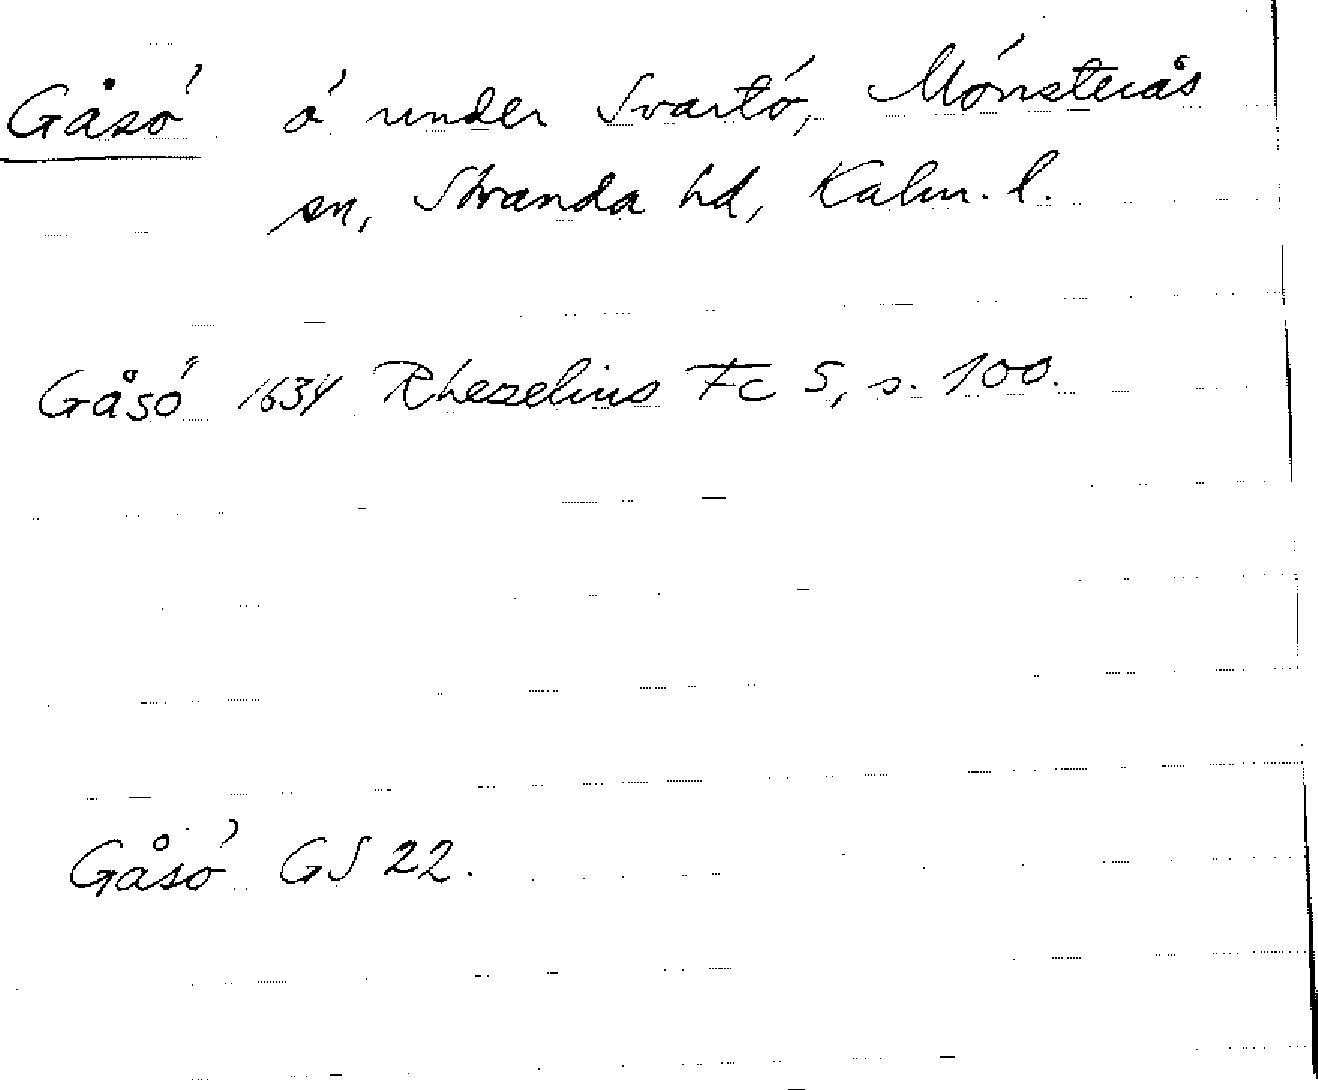 Gåsö ö under Svartö, Mönsterås
sn, Stranda hd, Kalm. l.
Gåsö 1634 Rhezelius Fc 5, s. 100.
Gåsö GS 22.